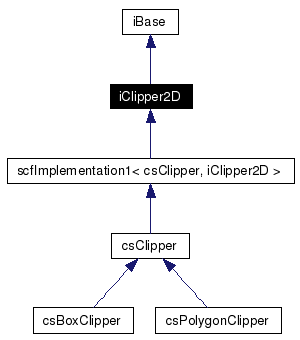 iBase
iClipper2D
scfImplementation1< csClipper, iClipper2D >
csClipper
csBoxClipper
csPolygonClipper